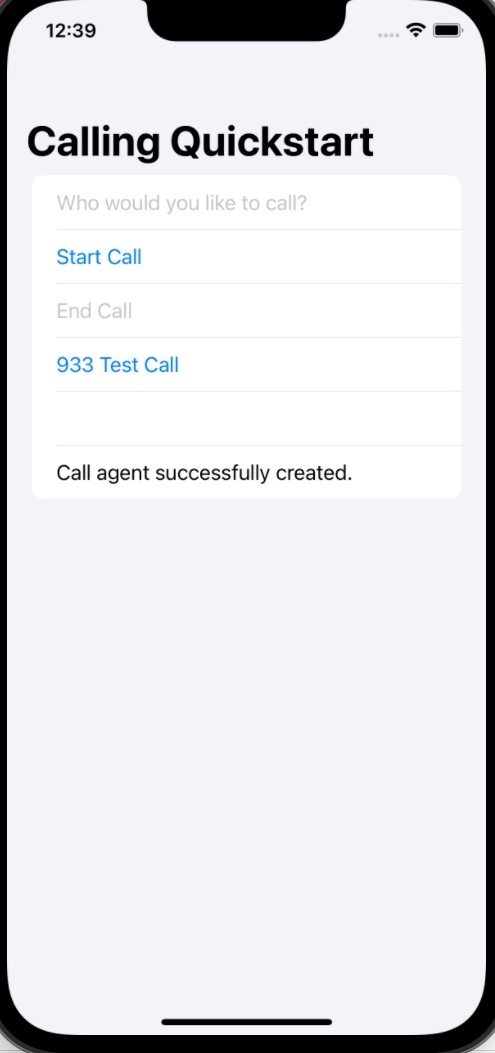 12:39
Calling Quickstart
Who would you like to call?
Start Call
End Call
933 Test Call
Call agent successfully created.